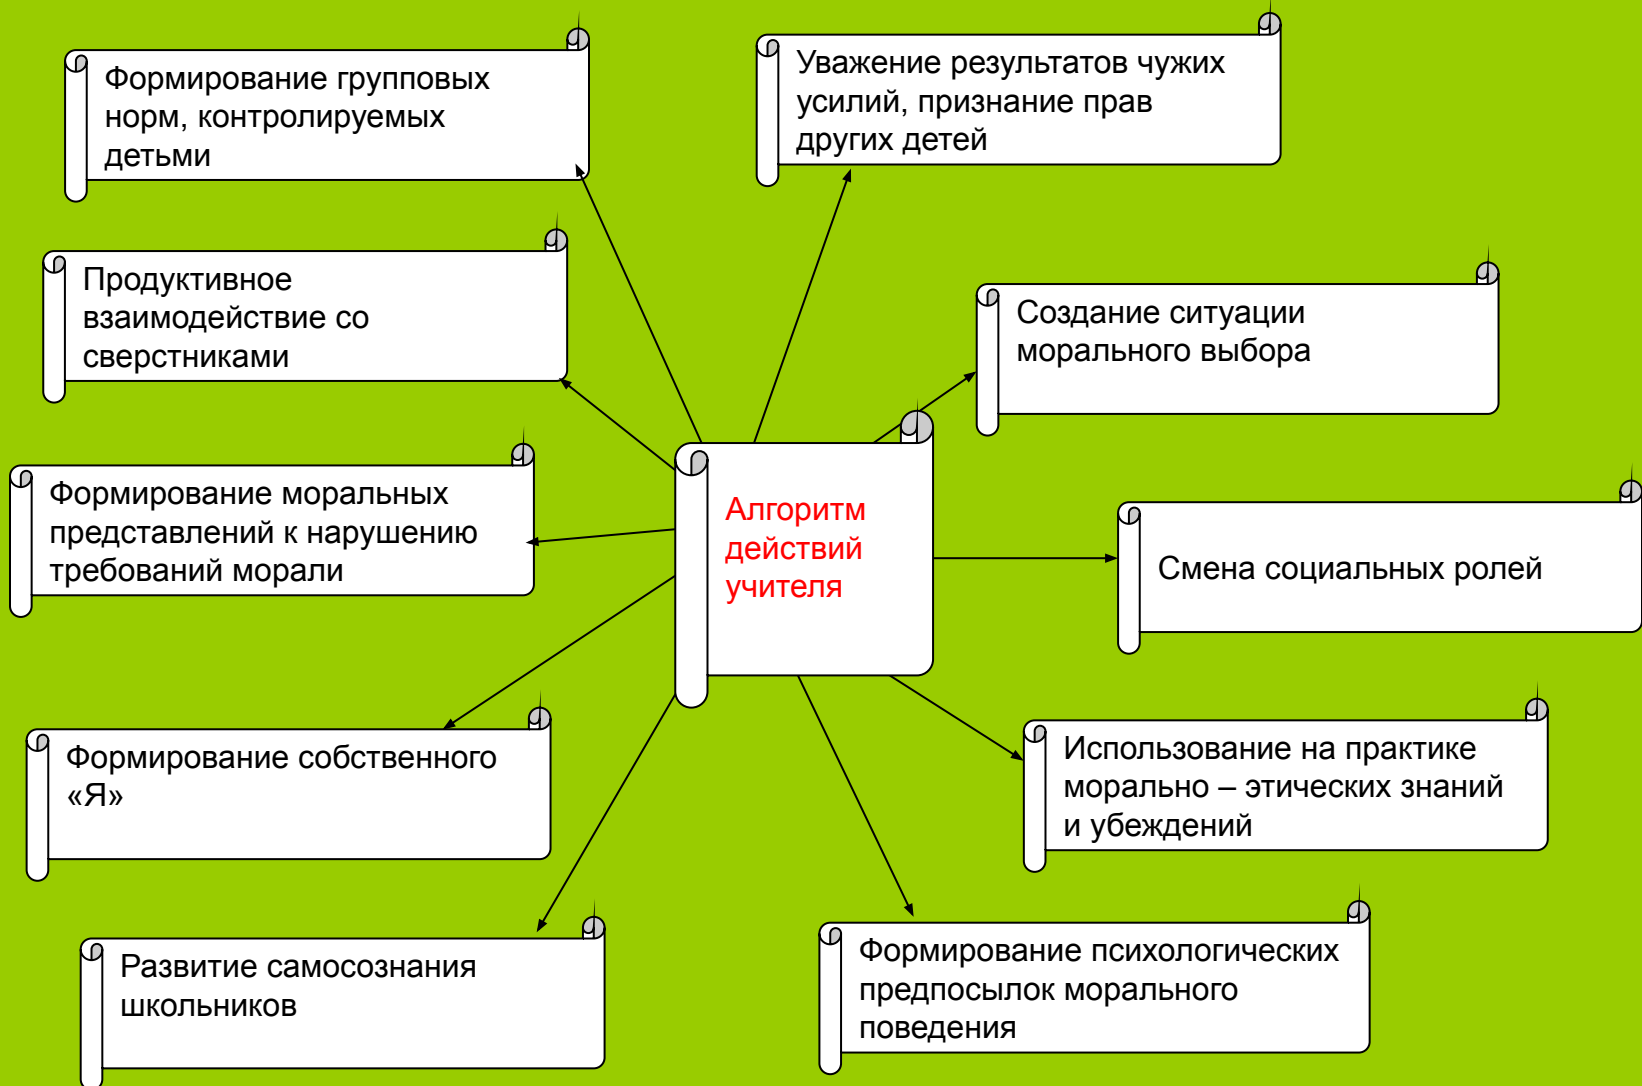 Формирование групповых
норм, контролируемых
детьми
Уважение результатов чужих
усилий, признание прав
других детей
Продуктивное
взаимодействие со
сверстниками
Создание ситуации
морального выбора
Формирование моральных
представлений к нарушению
требований морали
Алгоритм
действий
учителя
Смена социальных ролей
Формирование собственного
«Я»
Использование на практике
морально – этических знаний
и убеждений
Развитие самосознания
школьников
Формирование психологических
предпосылок морального
поведения